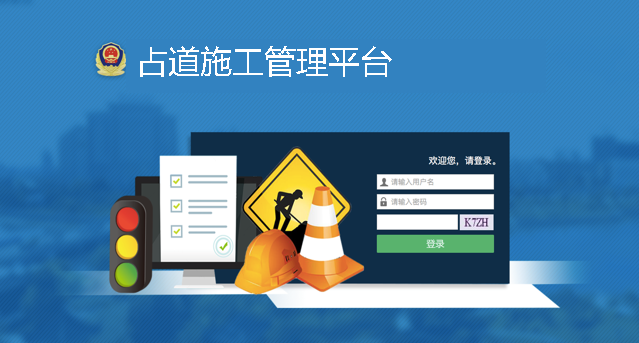 占道施工管理平台
欢迎您，请登录。
请输入用户名
请输入密码
K7ZH
登录